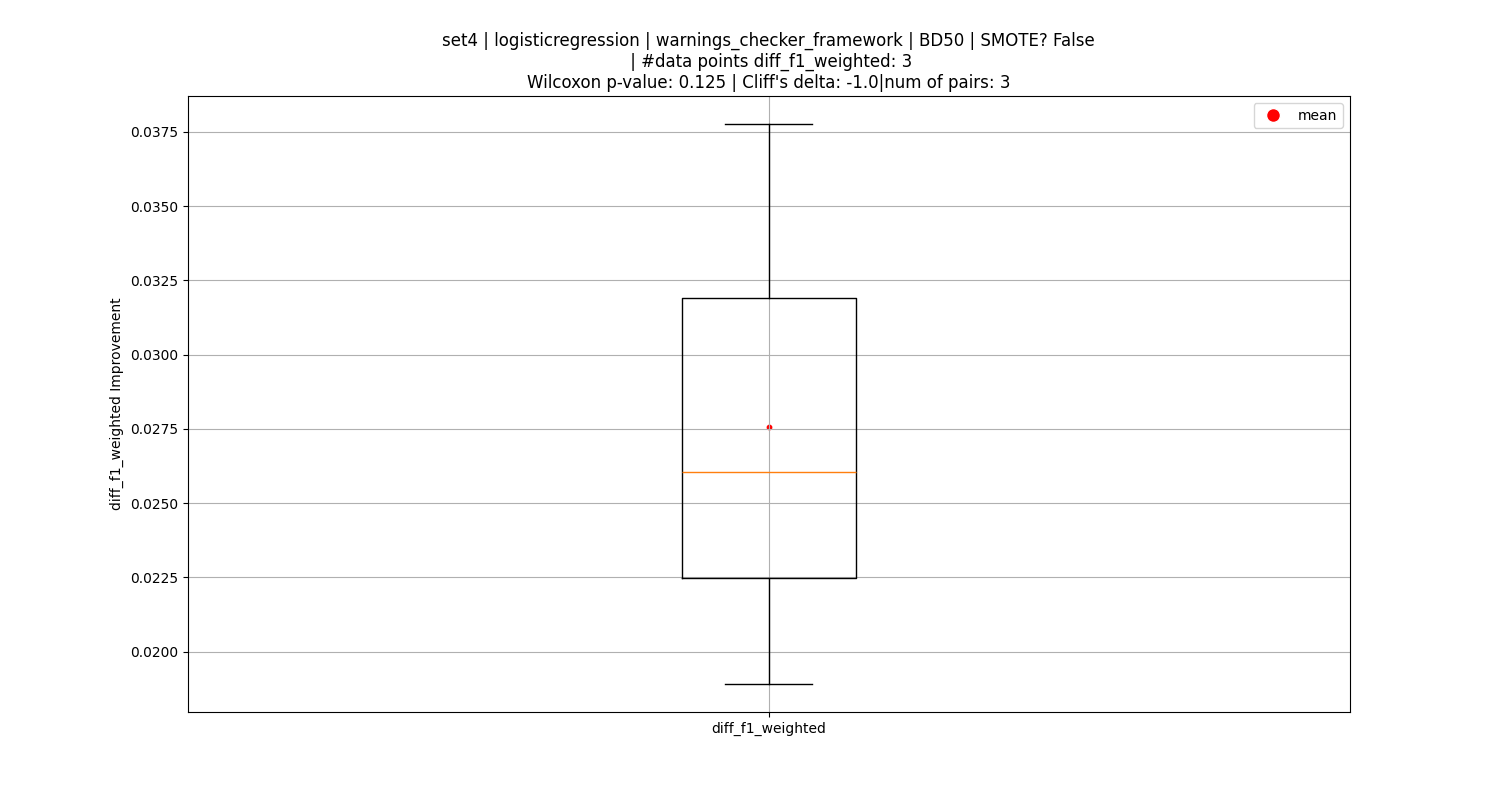 set4 | logisticregression | warnings_checker_framework | BD50 | SMOTE? False
| #data points diff_f1_weighted: 3
Wilcoxon p-value: 0.125 | Cliff's delta: -1.0|num of pairs: 3
mean
0.0375
0.0350
0.0325
0.0300
0.0275
0.0250
0.0225
0.0200
diff_f1_weighted Improvement
diff_f1_weighted